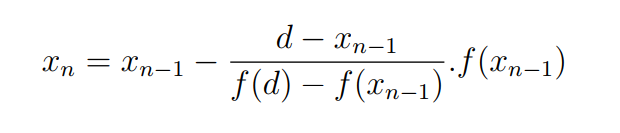 x_n = x_{n-1} - \frac{d - x_{n-1}}{f(d) - f(x_{n-1})}.f(x_{n-1})